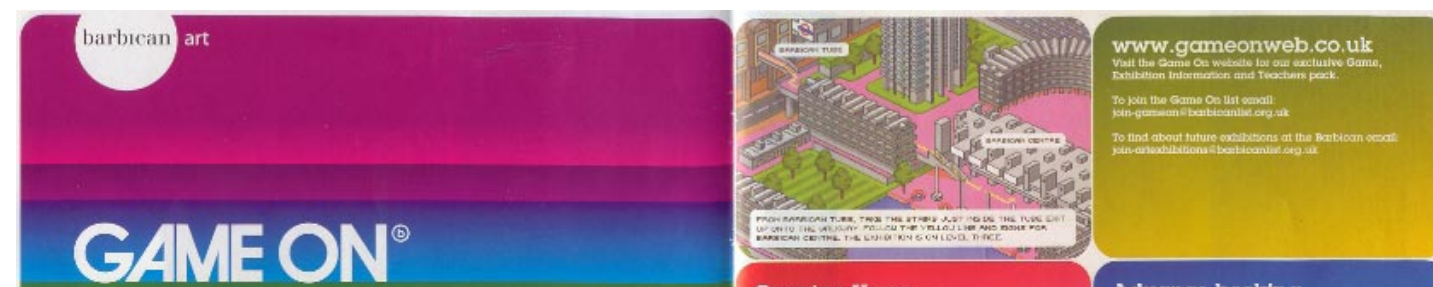 barbican art
GAME ON
BARBICAN TUBE
BARBICAN CENTRE
FROM BARBICAN TUBE, TAKE THE STAIRS JUST INSIDE THE TUBE EXIT
UP ONTO THE WALKWAY. FOLLOW THE YELLOW LINE AND SIGNS FOR
BARBICAN CENTRE. THE EXHIBITION IS ON LEVEL THREE.
www.gameonweb.co.uk
Visit the Game On website for our exclusive Game,
Exhibition Information and Teachers pack.
To join the Game On list email:
join-gameon@barbicanlist.org.uk
To find about future exhibitions at the Barbican email:
join-artexhibitions@barbicanlist.org.uk